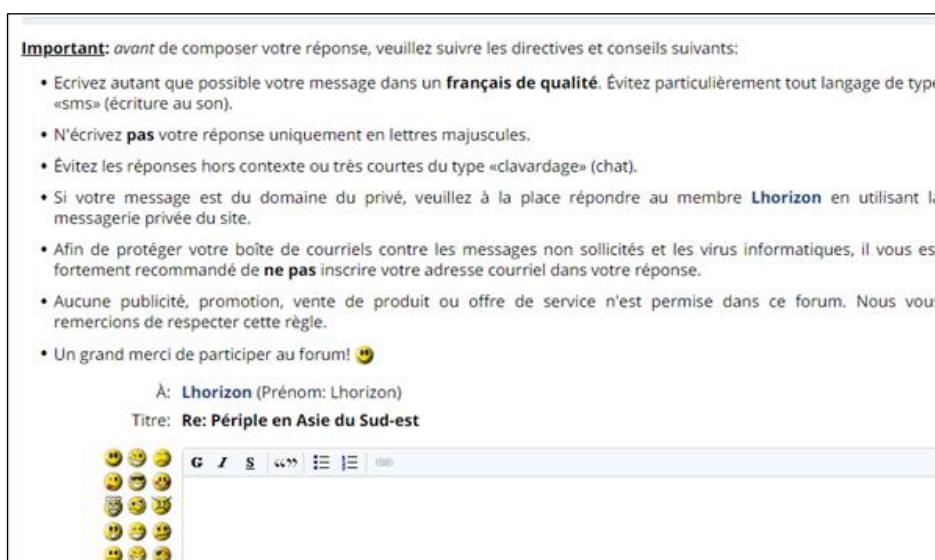 Important: avant de composer votre réponse, veuillez suivre les directives et conseils suivants:
• Ecrivez autant que possible votre message dans un français de qualité. Évitez particulièrement tout langage de type
«sms» (écriture au son).
• N'écrivez pas votre réponse uniquement en lettres majuscules.
• Évitez les réponses hors contexte ou très courtes du type «clavardage» (chat).
• Si votre message est du domaine du privé, veuillez à la place répondre au membre Lhorizon en utilisant la
messagerie privée du site.
• Afin de protéger votre boîte de courriels contre les messages non sollicités et les virus informatiques, il vous es
fortement recommandé de ne pas inscrire votre adresse courriel dans votre réponse.
• Aucune publicité, promotion, vente de produit ou offre de service n'est permise dans ce forum. Nous vous
remercions de respecter cette règle.
• Un grand merci de participer au forum!
À: Lhorizon (Prénom: Lhorizon)
Titre: Re: Périple en Asie du Sud-est
G I S «»